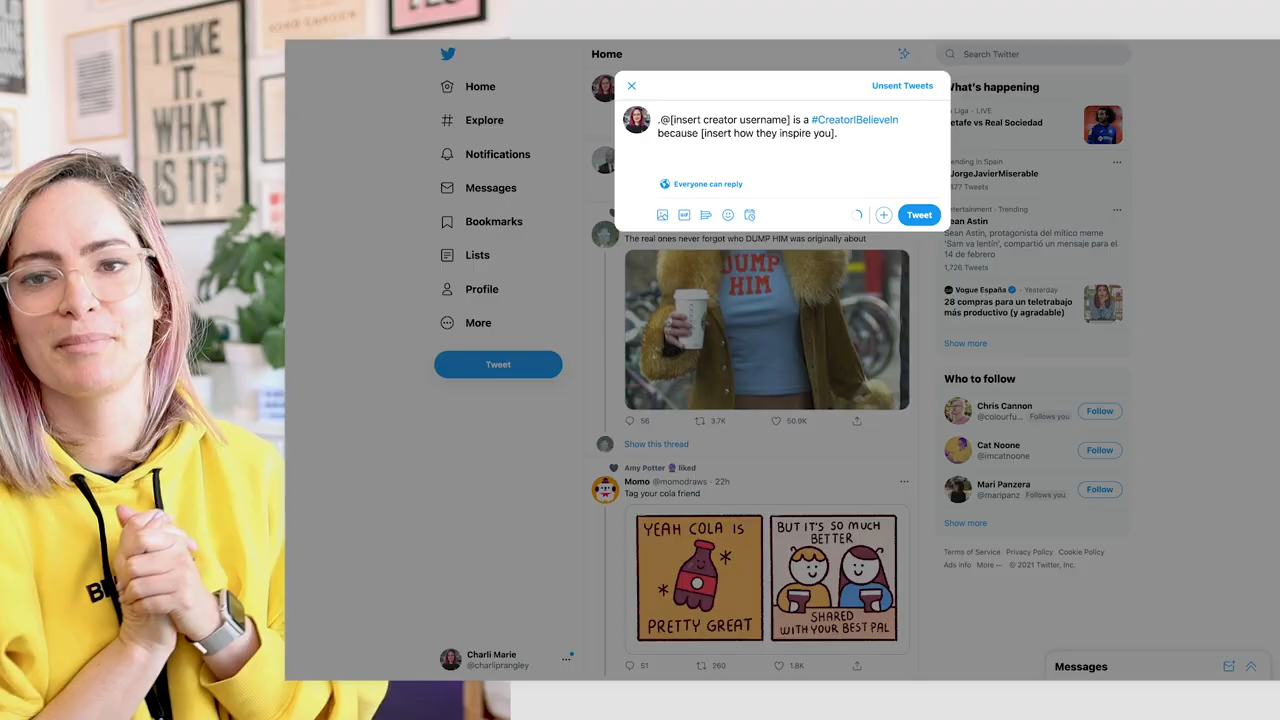 I LIKE
IT.
WHAT
IS IT?
Home
Explore
Notifications
Messages
Bookmarks
Lists
Profile
More
Tweet
Charli Marie
@charliprangley
Home
Unsent Tweets
.@[insert creator username] is a #CreatorIBelieveIn
because [insert how they inspire you].
Everyone can reply
GIF
Tweet
The real ones never forgot who DUMP HIM was originally about
DUMP
HIM
56
3.7K
50.9K
Show this thread
Amy Potter liked
Momo @momodraws · 22h
Tag your cola friend
YEAH COLA IS
PRETTY GREAT
BUT IT'S SO MUCH
BETTER
SHARED
WITH YOUR BEST PAL
51
260
1.8K
Search Twitter
What's happening
Liga · LIVE
etafe vs Real Sociedad
ending in Spain
JorgeJavierMiserable
177 Tweets
tertainment · Trending
ean Astin
Sean Astin, protagonista del mítico meme
'Sam va lentín', compartió un mensaje para el
14 de febrero
1,726 Tweets
Vogue España · Yesterday
28 compras para un teletrabajo
más productivo (y agradable)
Show more
Who to follow
Chris Cannon
@colourfu... Follows you
Follow
Cat Noone
@imcatnoone
Follow
Mari Panzera
@maripanz Follows you
Follow
Show more
Terms of Service Privacy Policy Cookie Policy
Ads info More © 2021 Twitter, Inc.
Messages